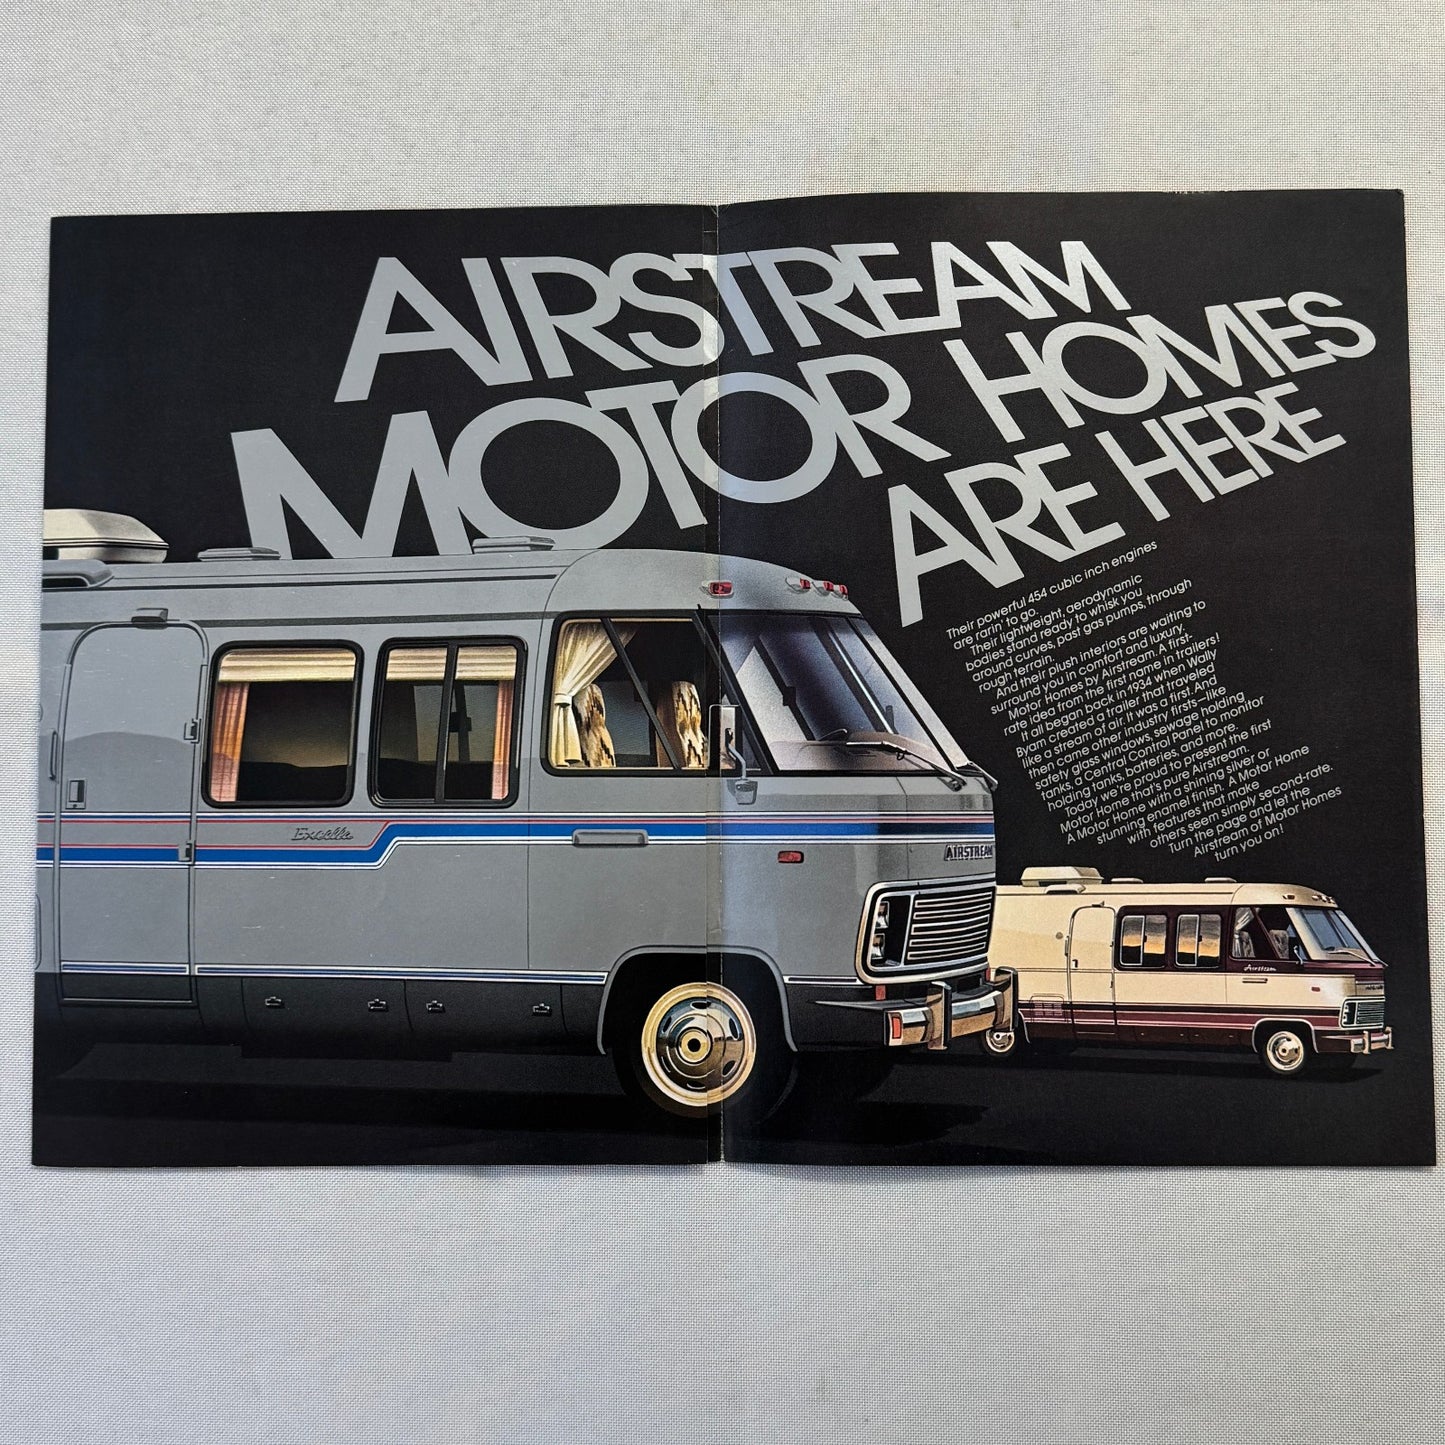 AIRSTREAM
MOTOR HOMES
ARE HERE
Their powerful 454 cubic inch engines
are rarin' to go.
Their lightweight, aerodynamic
bodies stand ready to whisk you
around curves, past gas pumps, through
rough terrain.
And their plush interiors are waiting to
surround you in comfort and luxury.
Motor Homes by Airstream. A first-
rate idea from the first name in trailers!
It all began back in 1934 when Wally
Byam created a trailer that traveled
like a stream of air. It was a first. And
then came other industry firsts—like
safety glass windows, sewage holding
tanks, a Central Control Panel to monitor
holding tanks, batteries, and more.
Today we're proud to present the first
Motor Home that's pure Airstream.
A Motor Home with a shining silver or
stunning enamel finish. A Motor Home
with features that make
others seem simply second-rate.
Turn the page and let the
Airstream of Motor Homes
turn you on!
Excella
AIRSTREAM
Airstream